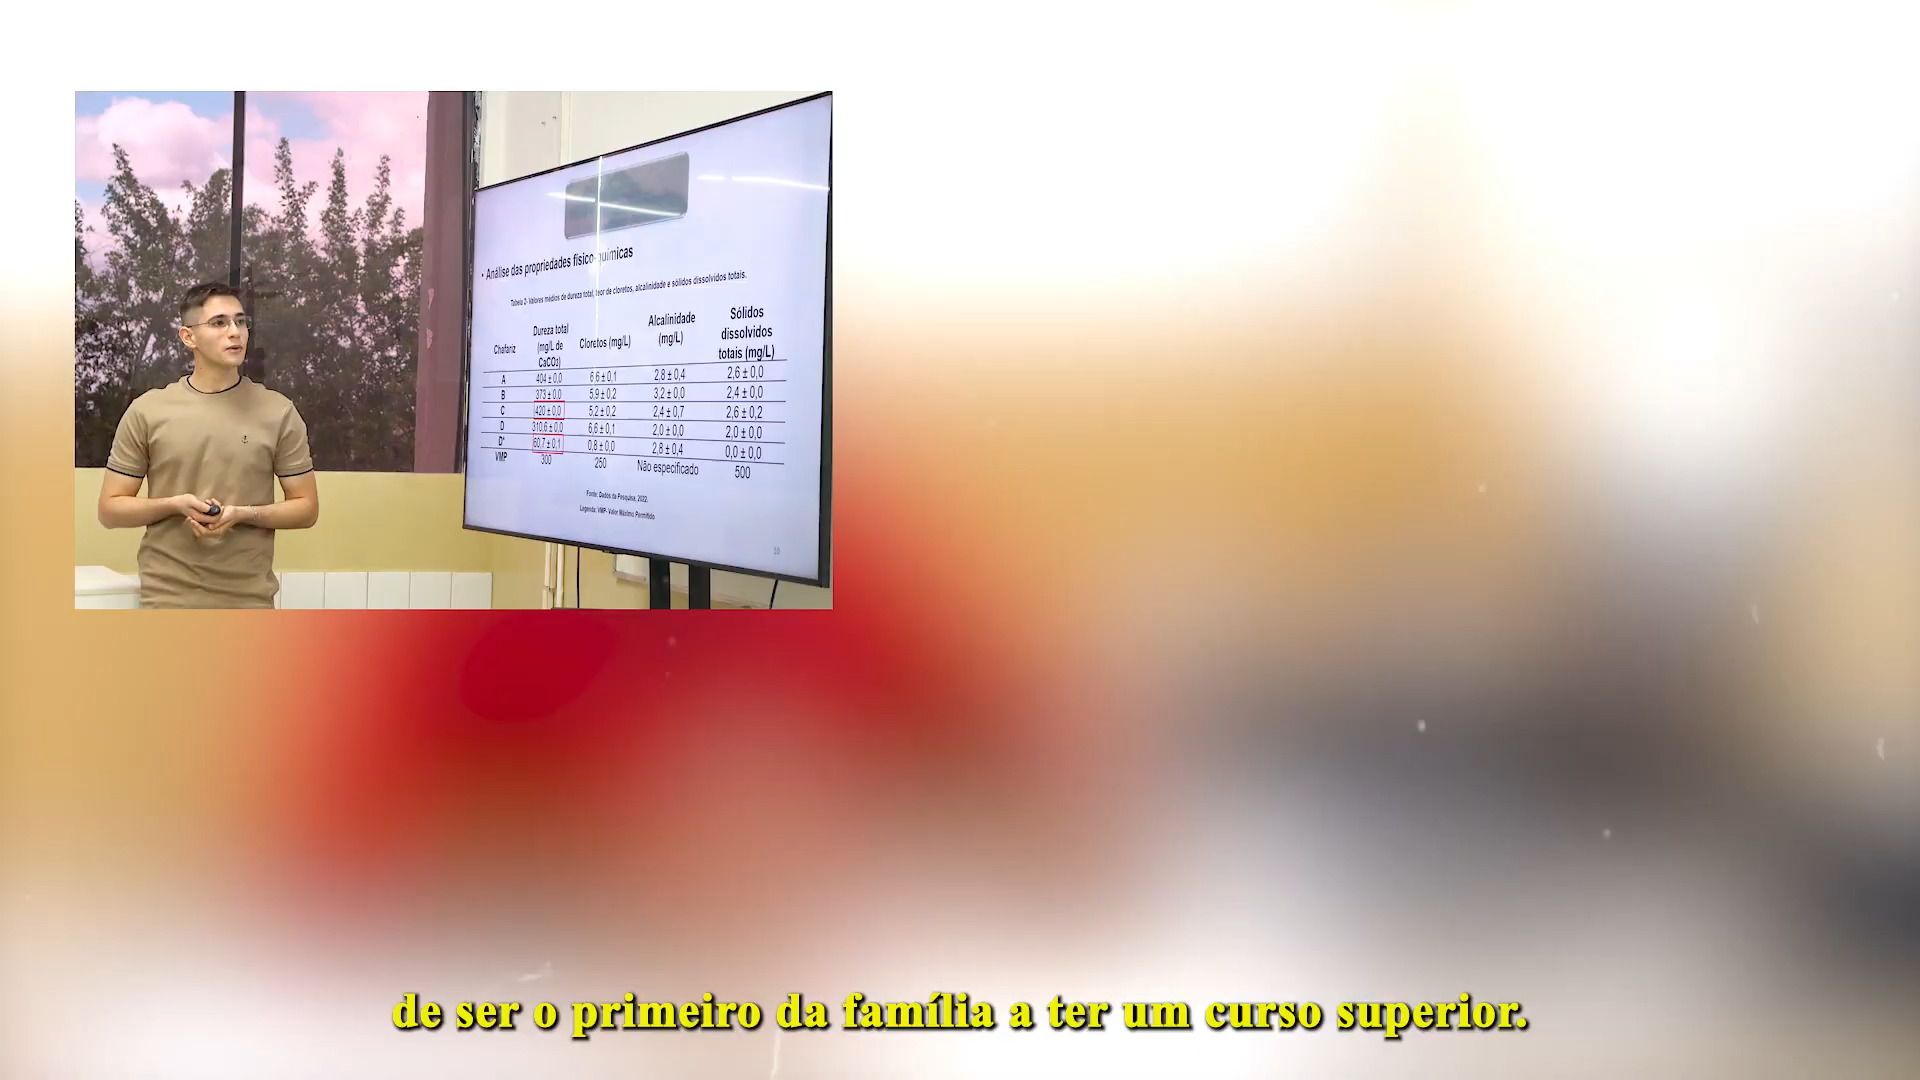 • Análise das propriedades físico-químicas
Tabela 2- Valores médios de dureza total, teor de cloretos, alcalinidade e sólidos dissolvidos totais.
Chafariz Dureza total (mg/L de CaCO3) Cloretos (mg/L) Alcalinidade (mg/L) Sólidos dissolvidos totais (mg/L)
A 404 ± 0,0 6,6 ± 0,1 2,8 ± 0,4 2,6 ± 0,0
B 373 ± 0,0 5,9 ± 0,2 3,2 ± 0,0 2,4 ± 0,0
C 420 ± 0,0 5,2 ± 0,2 2,4 ± 0,7 2,6 ± 0,2
D 310,6 ± 0,0 6,6 ± 0,1 2,0 ± 0,0 2,0 ± 0,0
D* 60,7 ± 0,1 0,8 ± 0,0 2,8 ± 0,4 0,0 ± 0,0
VMP 300 250 Não especificado 500
Fonte: Dados da Pesquisa, 2022.
Legenda: VMP- Valor Máximo Permitido
10
de ser o primeiro da família a ter um curso superior.